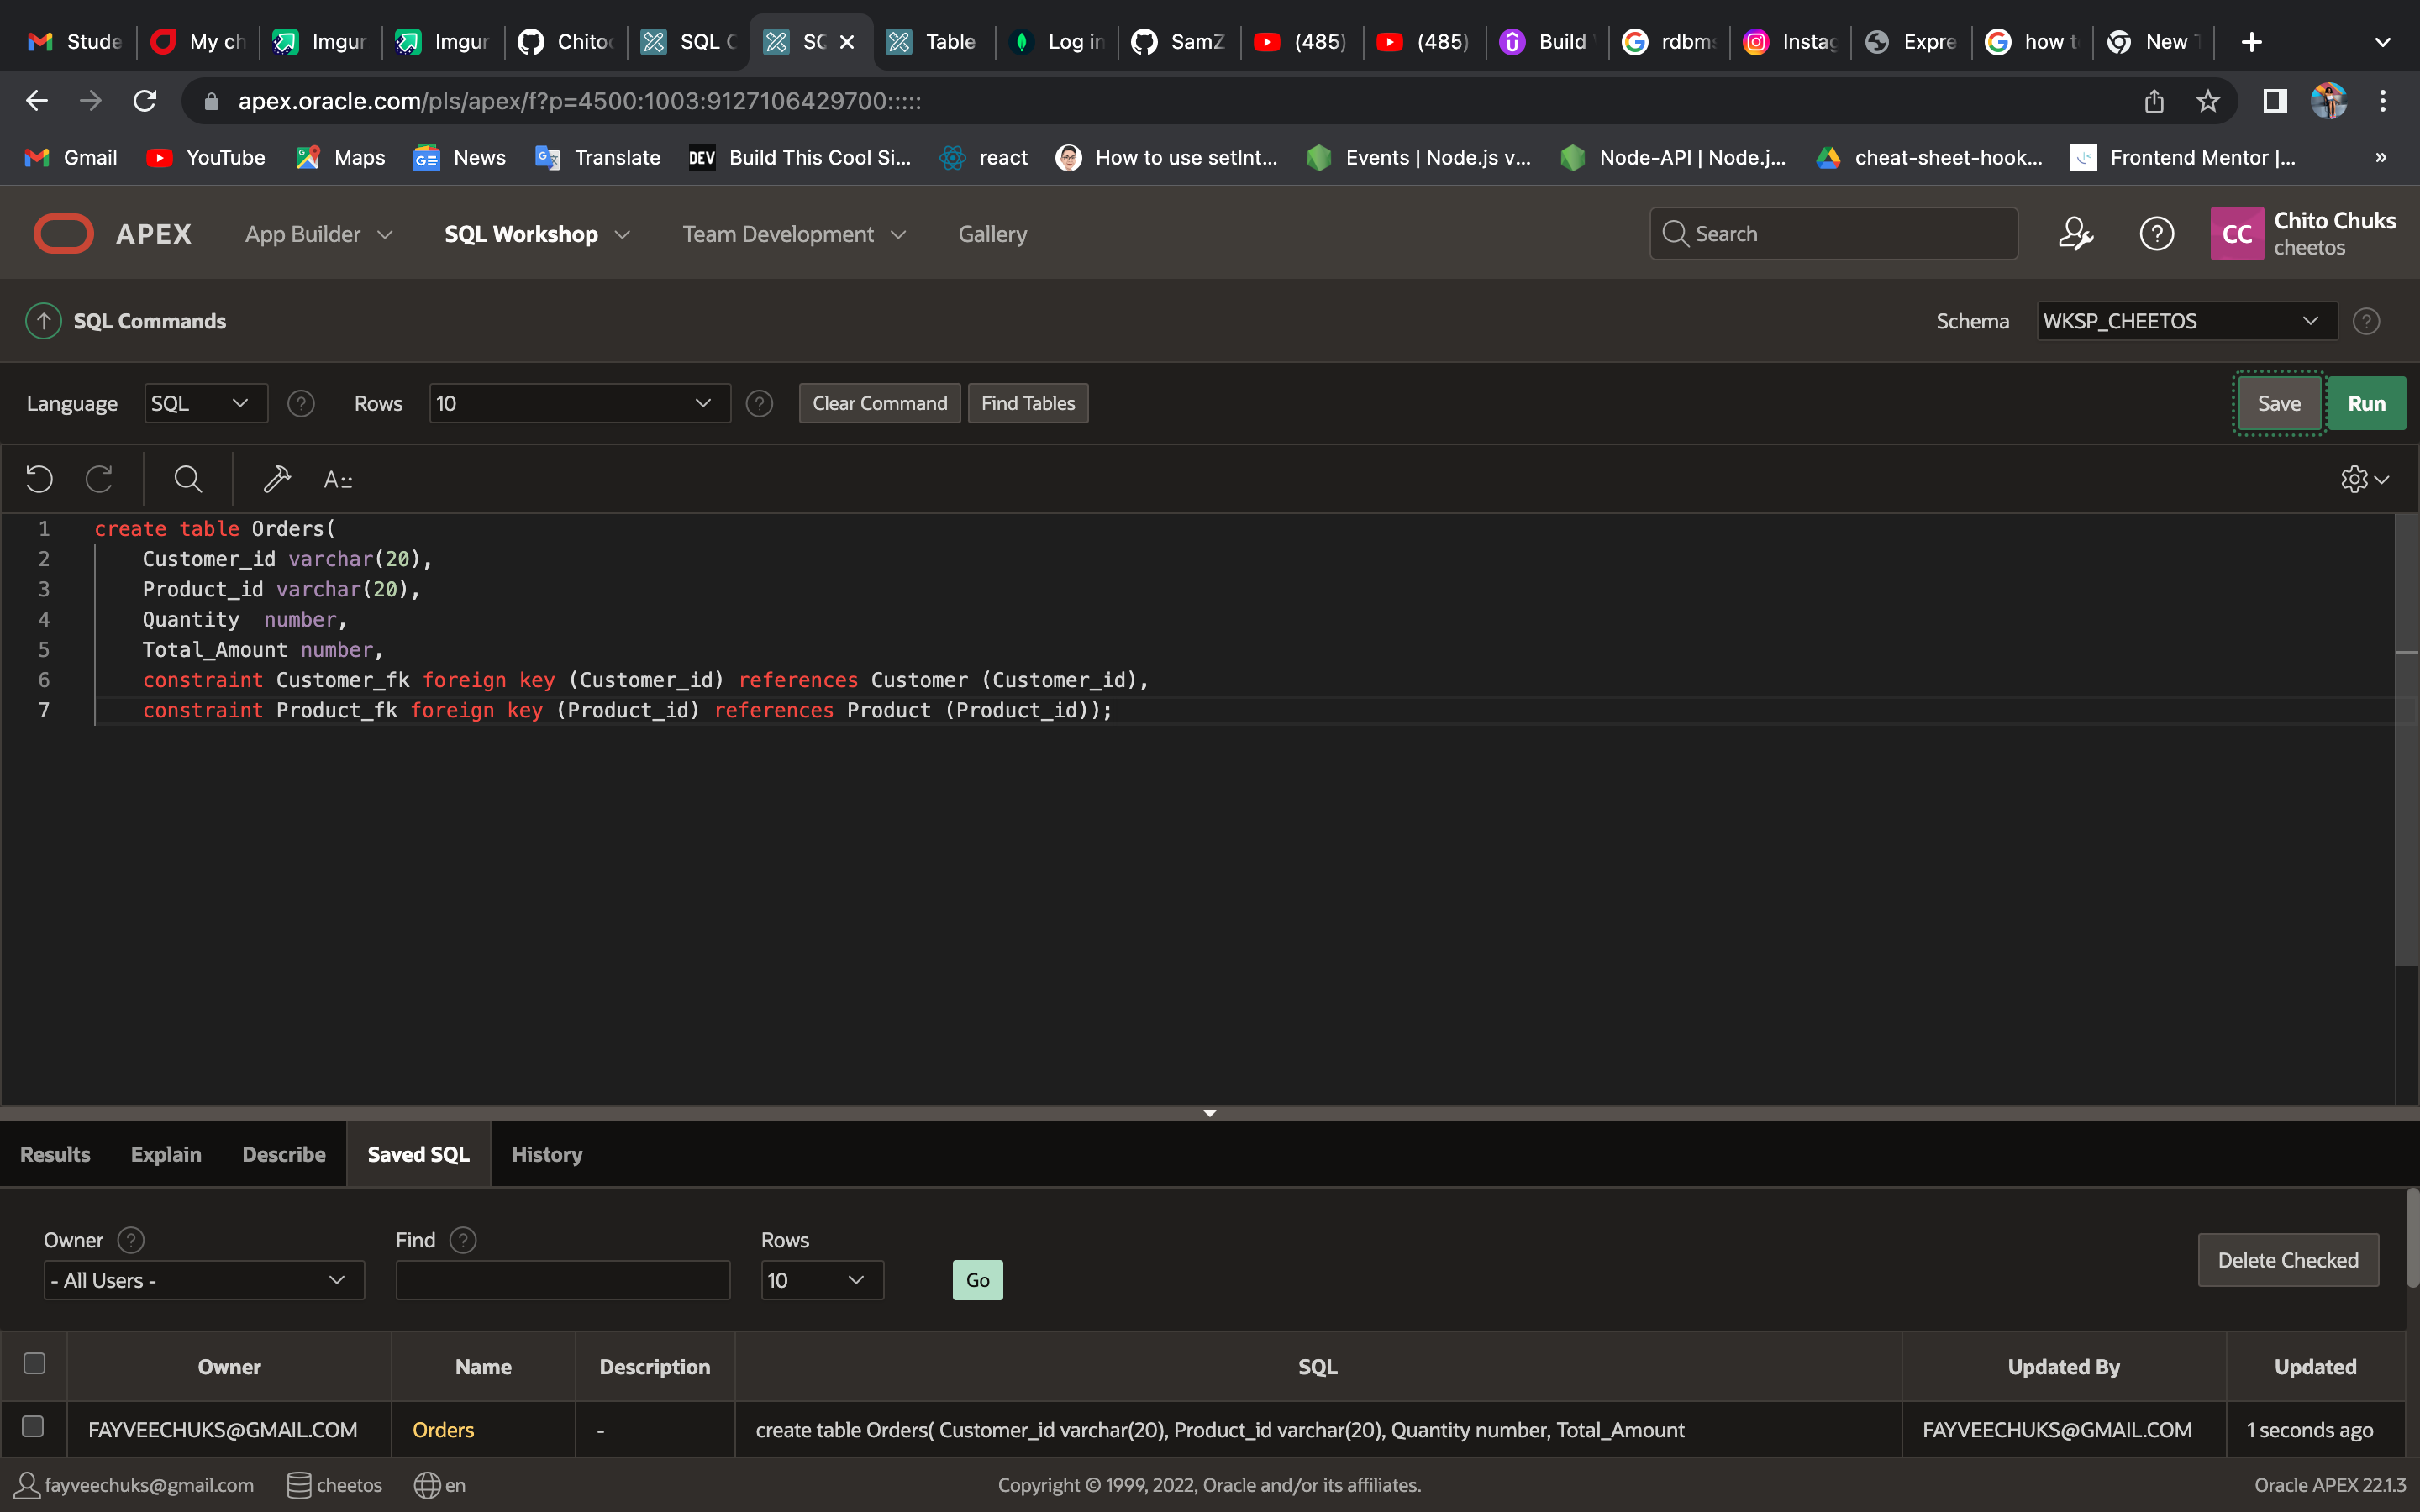 Stude My ch Imgur Imgur Chito SQL C SQ Table Log in SamZ (485) (485) Build rdbms Instag Expre how to New T
apex.oracle.com/pls/apex/f?p=4500:1003:9127106429700:::::
Gmail YouTube Maps News Translate DEV Build This Cool Si... react How to use setInt... Events | Node.js v... Node-API | Node.j... cheat-sheet-hook... Frontend Mentor |... »
APEX App Builder SQL Workshop Team Development Gallery Search CC Chito Chuks
cheetos
SQL Commands Schema WKSP_CHEETOS
Language SQL Rows 10 Clear Command Find Tables Save Run
A
1 create table Orders(
2 Customer_id varchar(20),
3 Product_id varchar(20),
4 Quantity  number,
5 Total_Amount number,
6 constraint Customer_fk foreign key (Customer_id) references Customer (Customer_id),
7 constraint Product_fk foreign key (Product_id) references Product (Product_id));
Results Explain Describe Saved SQL History
Owner Find Rows
- All Users - 10 Go Delete Checked
Owner Name Description SQL Updated By Updated
FAYVEECHUKS@GMAIL.COM Orders - create table Orders( Customer_id varchar(20), Product_id varchar(20), Quantity number, Total_Amount FAYVEECHUKS@GMAIL.COM 1 seconds ago
fayveechuks@gmail.com cheetos en Copyright © 1999, 2022, Oracle and/or its affiliates. Oracle APEX 22.1.3